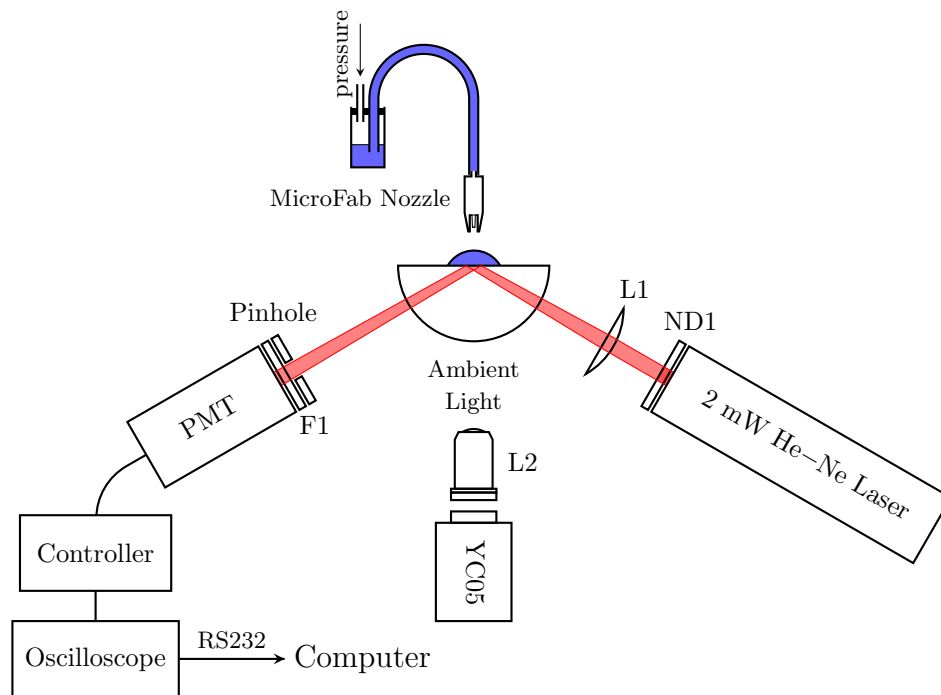 pressure
MicroFab Nozzle
L1
Pinhole
ND1
Ambient
Light
PMT
F1
2 mW He−Ne Laser
L2
YC05
Controller
RS232
Oscilloscope
Computer